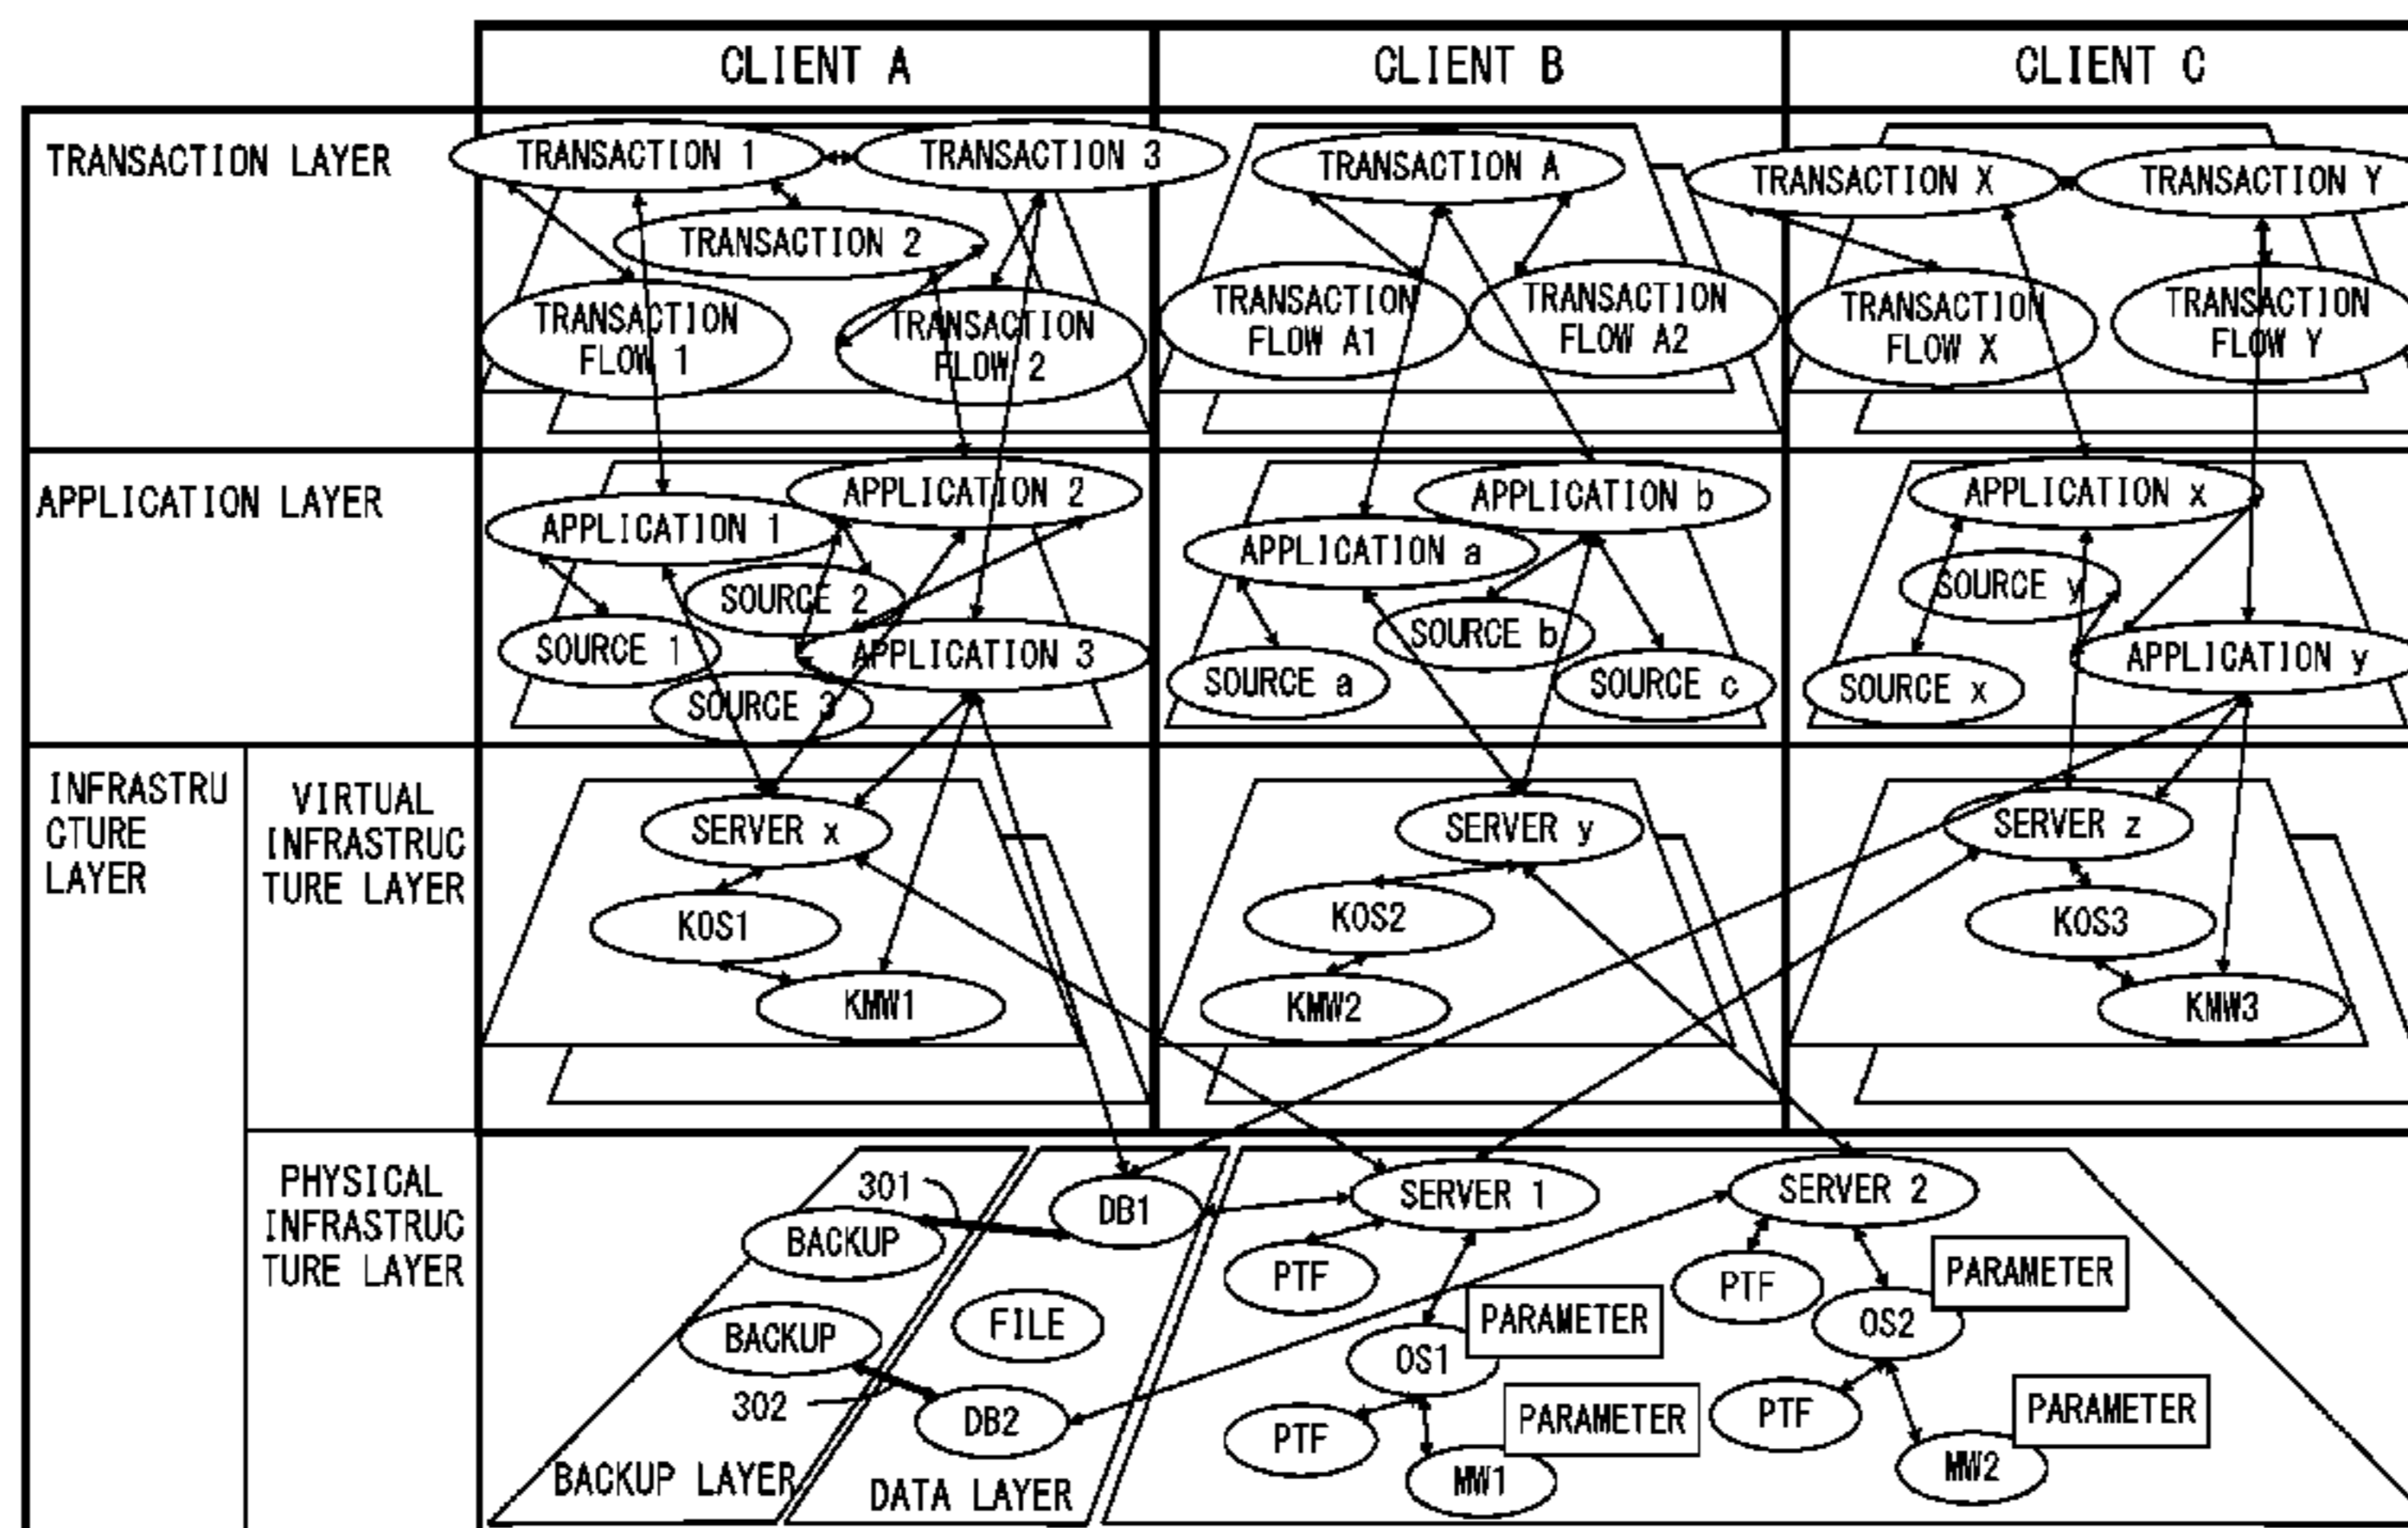 CLIENT A
CLIENT B
CLIENT C
TRANSACTION LAYER
TRANSACTION 1
TRANSACTION 3
TRANSACTION 2
TRANSACTION
FLOW 1
TRANSACTION
FLOW 2
TRANSACTION A
TRANSACTION
FLOW A1
TRANSACTION
FLOW A2
TRANSACTION X
TRANSACTION Y
TRANSACTION
FLOW X
TRANSACTION
FLOW Y
APPLICATION LAYER
APPLICATION 2
APPLICATION 1
SOURCE 2
SOURCE 1
APPLICATION 3
SOURCE 3
APPLICATION b
APPLICATION a
SOURCE b
SOURCE a
SOURCE c
APPLICATION x
SOURCE y
APPLICATION y
SOURCE x
INFRASTRU
CTURE
LAYER
VIRTUAL
INFRASTRUC
TURE LAYER
SERVER x
KOS1
KMW1
SERVER y
KOS2
KMW2
SERVER z
KOS3
KMW3
PHYSICAL
INFRASTRUC
TURE LAYER
301
BACKUP
BACKUP
302
BACKUP LAYER
DB1
FILE
DB2
DATA LAYER
SERVER 1
PTF
PARAMETER
OS1
PARAMETER
PTF
MW1
SERVER 2
PTF
PARAMETER
OS2
PTF
PARAMETER
MW2